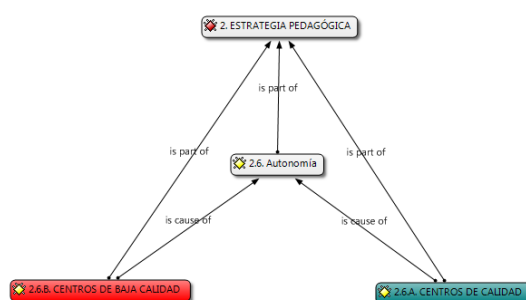 2. ESTRATEGIA PEDAGÓGICA
is part of
is part of
is part of
2.6. Autonomía
is cause of
is cause of
2.6.B. CENTROS DE BAJA CALIDAD
2.6.A. CENTROS DE CALIDAD